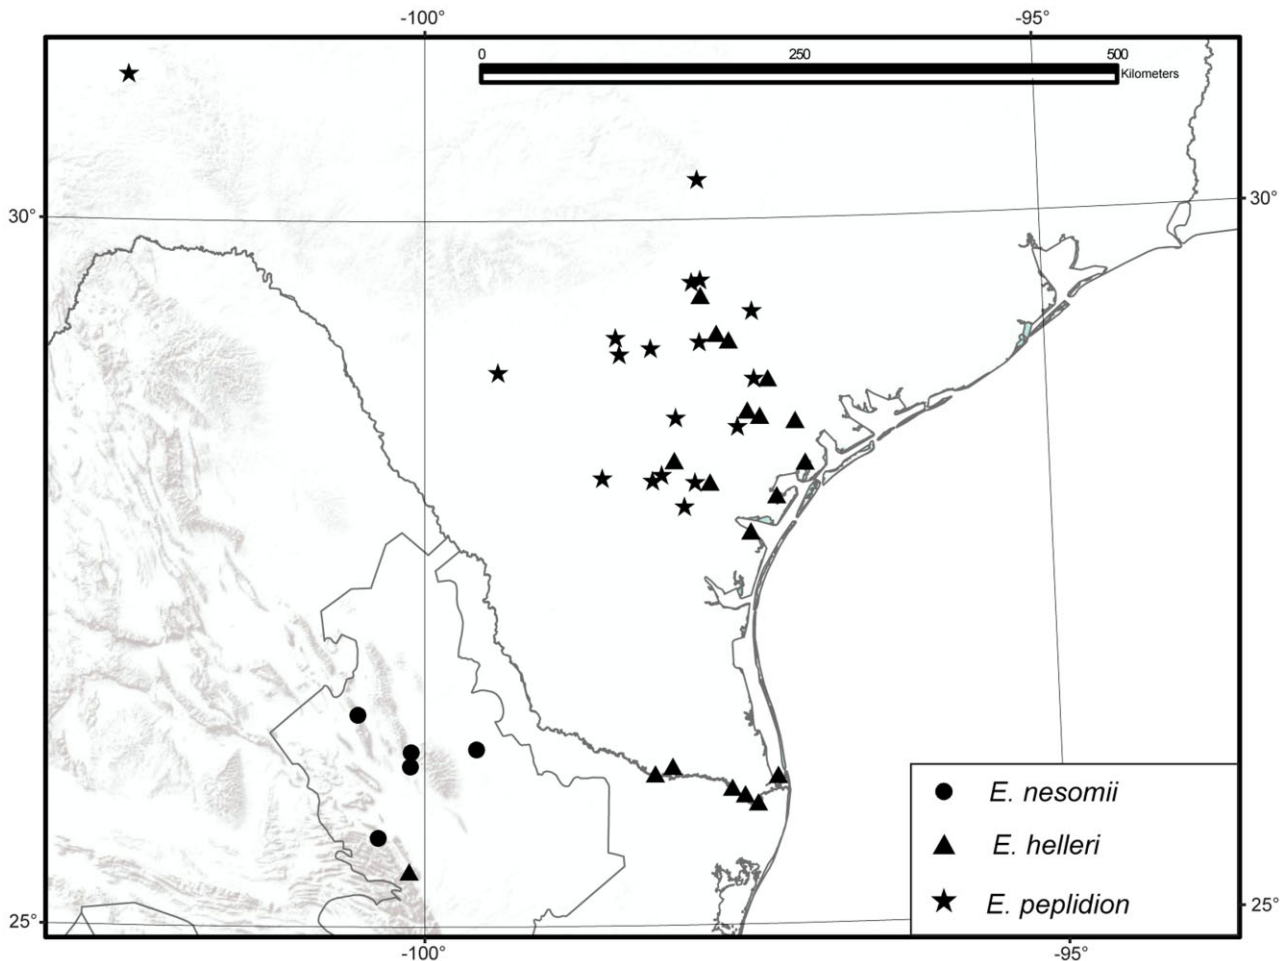 -100° -95°
0 250 500
Kilometers
30° 30°
E. nesomii
E. helleri
E. peplidion
25° 25°
-100° -95°